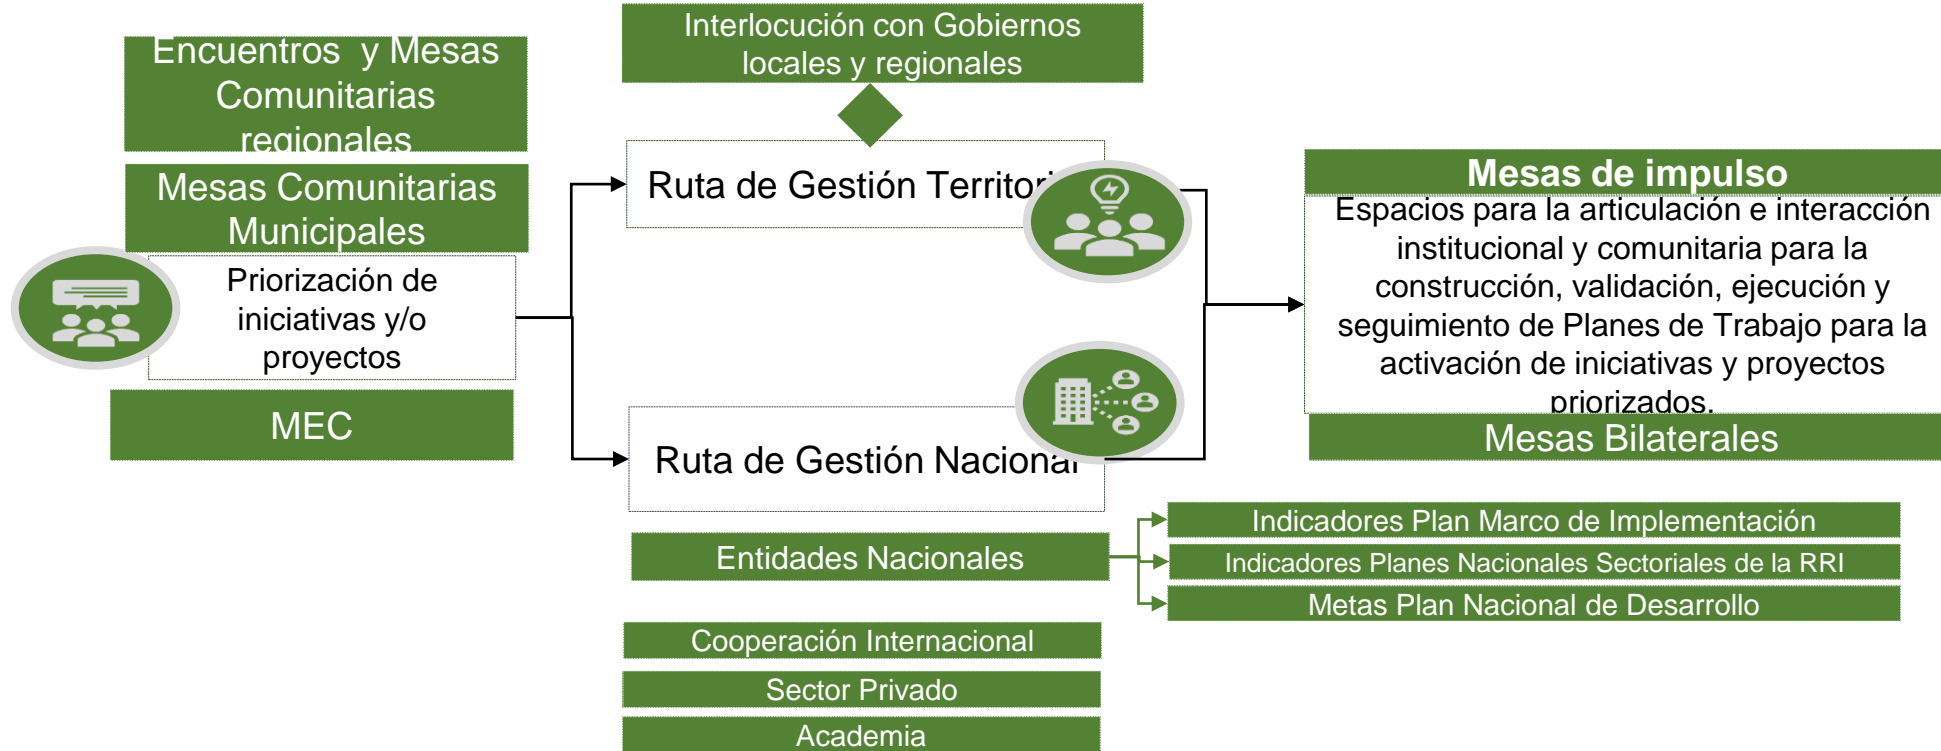 Encuentros y Mesas
Comunitarias
regionales
Mesas Comunitarias
Municipales
Priorización de
iniciativas y/o
proyectos
MEC
Interlocución con Gobiernos
locales y regionales
Ruta de Gestión Territori
Ruta de Gestión Nacional
Entidades Nacionales
Cooperación Internacional
Sector Privado
Academia
Mesas de impulso
Espacios para la articulación e interacción
institucional y comunitaria para la
construcción, validación, ejecución y
seguimiento de Planes de Trabajo para la
activación de iniciativas y proyectos
priorizados.
Mesas Bilaterales
Indicadores Plan Marco de Implementación
Indicadores Planes Nacionales Sectoriales de la RRI
Metas Plan Nacional de Desarrollo